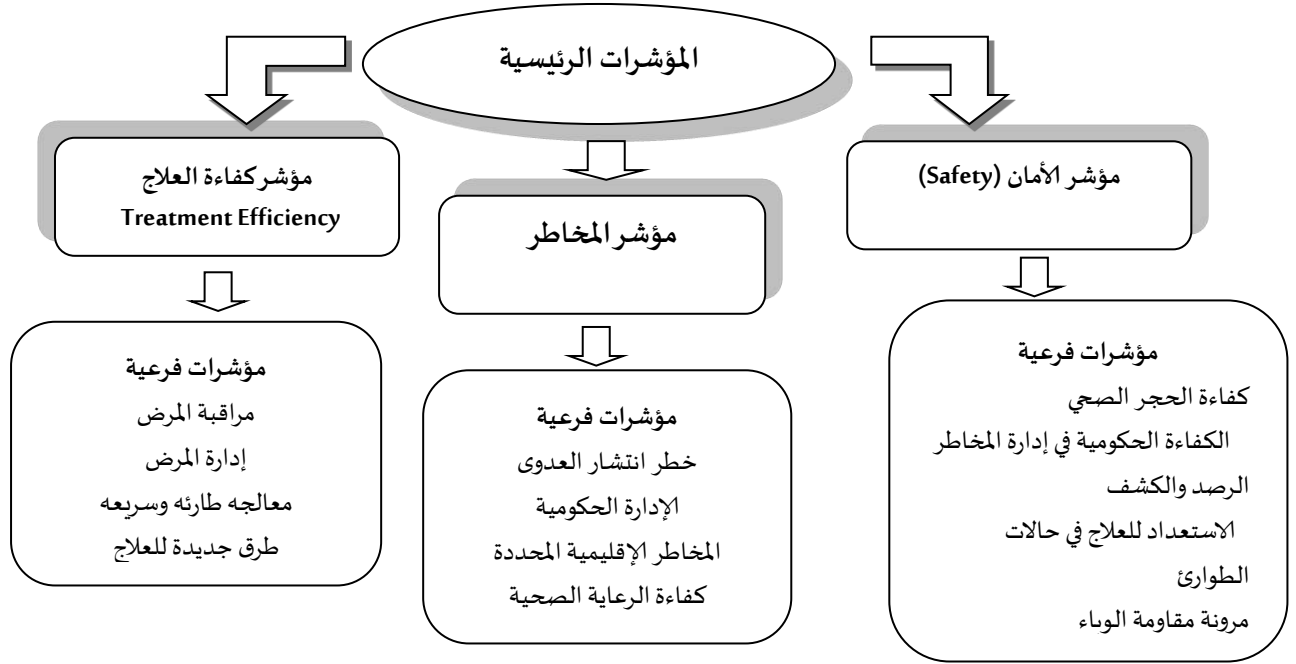 المؤشرات الرئيسية
مؤشر الأمان (Safety)
مؤشرات فرعية
كفاءة الحجر الصحي
الكفاءة الحكومية في إدارة المخاطر
الرصد والكشف
الاستعداد للعلاج في حالات
الطوارئ
مرونة مقاومة الوباء
مؤشر المخاطر
مؤشرات فرعية
خطر انتشار العدوى
الإدارة الحكومية
المخاطر الإقليمية المحددة
كفاءة الرعاية الصحية
مؤشر كفاءة العلاج
Treatment Efficiency
مؤشرات فرعية
مراقبة المرض
إدارة المرض
معالجه طارئه وسريعه
طرق جديدة للعلاج